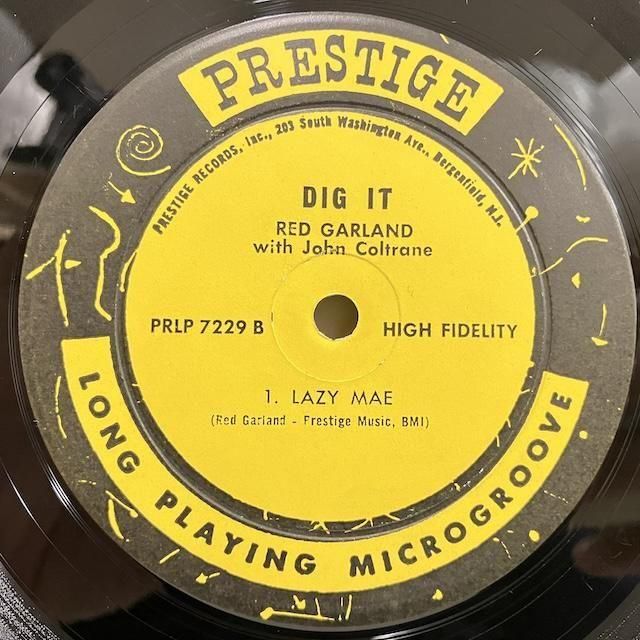 PRESTIGE
PRESTIGE RECORDS, Inc., 203 South Washington Ave., Bergenfield, N.J.
DIG IT
RED GARLAND
with John Coltrane
PRLP 7229 B
HIGH FIDELITY
1. LAZY MAE
(Red Garland - Prestige Music, BMI)
LONG PLAYING MICROGROOVE